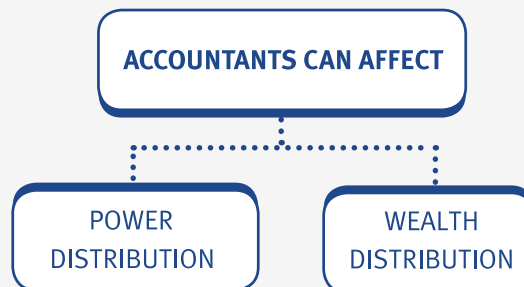 ACCOUNTANTS CAN AFFECT
POWER
DISTRIBUTION
WEALTH
DISTRIBUTION